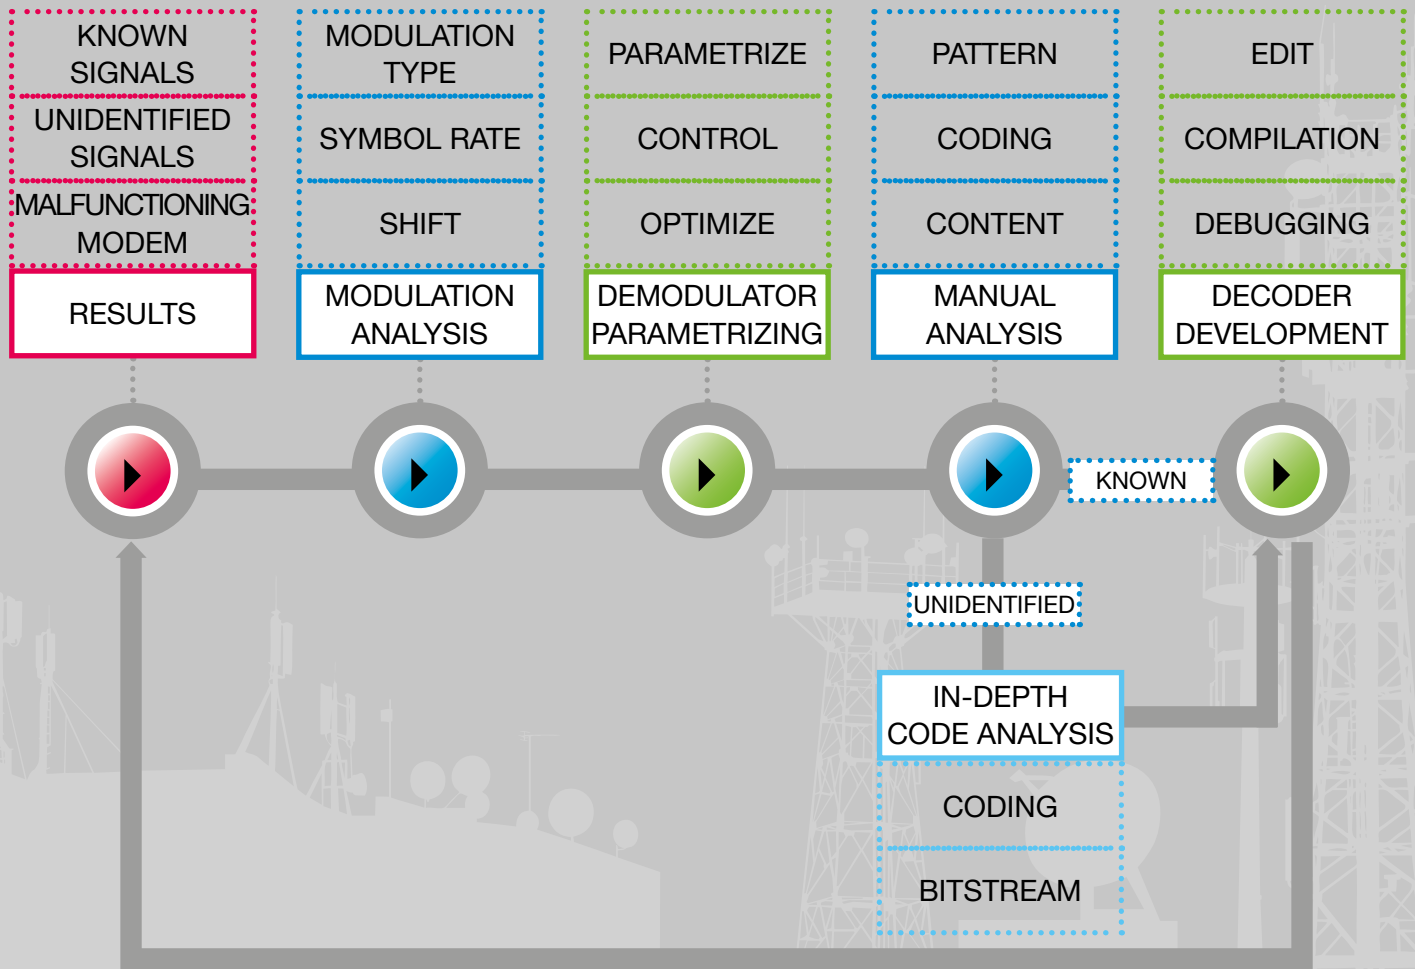 KNOWN
SIGNALS
UNIDENTIFIED
SIGNALS
MALFUNCTIONING
MODEM
RESULTS
MODULATION
TYPE
SYMBOL RATE
SHIFT
MODULATION
ANALYSIS
PARAMETRIZE
CONTROL
OPTIMIZE
DEMODULATOR
PARAMETRIZING
PATTERN
CODING
CONTENT
MANUAL
ANALYSIS
EDIT
COMPILATION
DEBUGGING
DECODER
DEVELOPMENT
KNOWN
UNIDENTIFIED
IN-DEPTH
CODE ANALYSIS
CODING
BITSTREAM